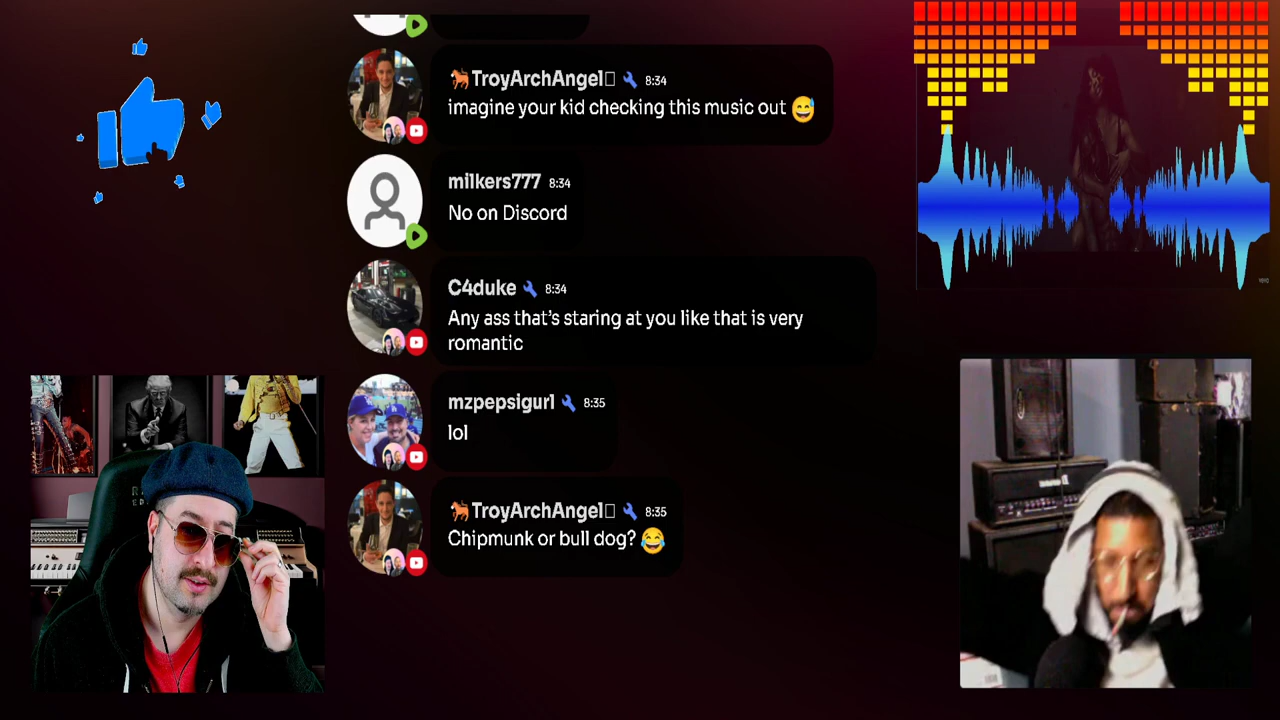 🐎TroyArchAngel 8:34
imagine your kid checking this music out 😅
milkers777 8:34
No on Discord
C4duke 8:34
Any ass that’s staring at you like that is very
romantic
mzpepsigurl 8:35
lol
🐎TroyArchAngel 8:35
Chipmunk or bull dog? 😂